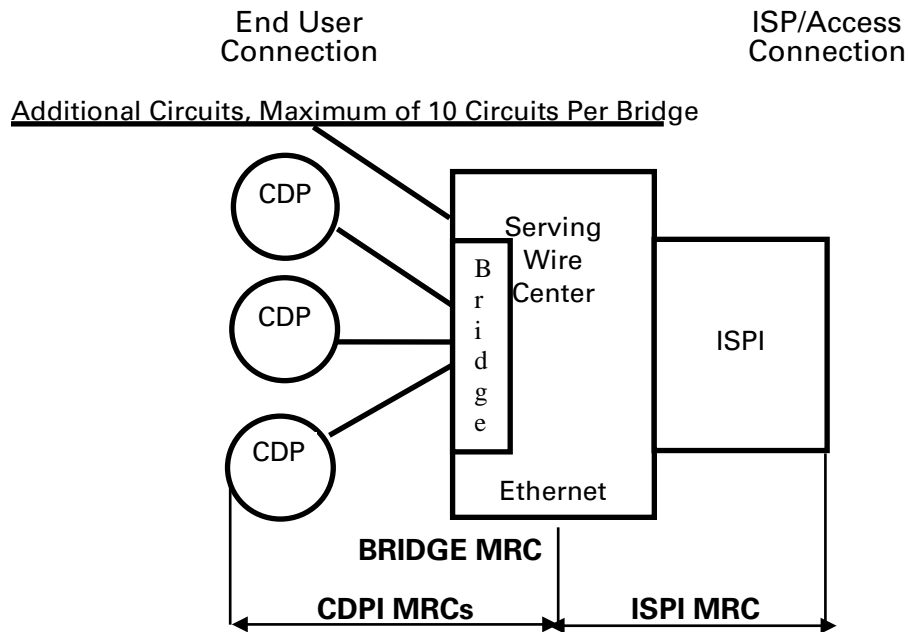 End User
Connection
ISP/Access
Connection
Additional Circuits, Maximum of 10 Circuits Per Bridge
CDP
CDP
CDP
Bridge
Serving
Wire
Center
Ethernet
ISPI
BRIDGE MRC
CDPI MRCs
ISPI MRC